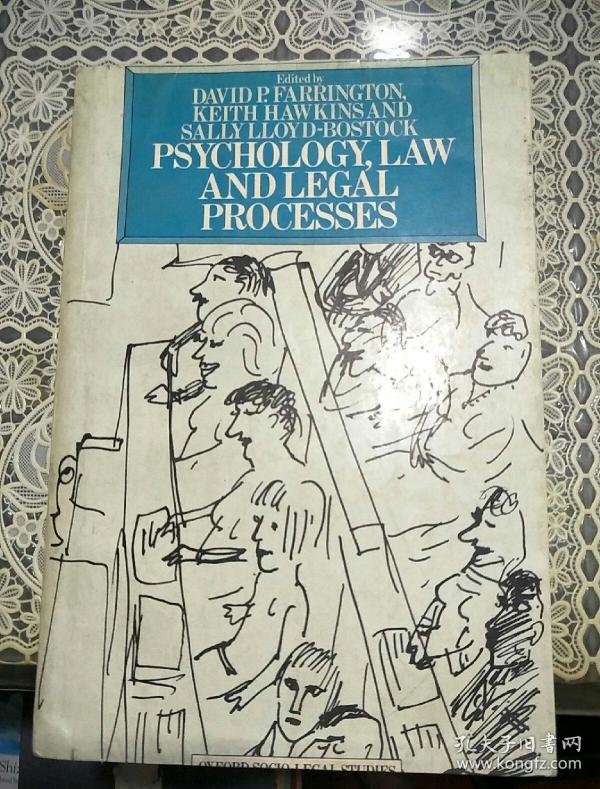 Edited by
DAVID P. FARRINGTON,
KEITH HAWKINS AND
SALLY LLOYD-BOSTOCK
PSYCHOLOGY, LAW
AND LEGAL
PROCESSES
OXFORD SOCIO-LEGAL STUDIES
Shi
孔夫子旧书网
www.kongfz.com